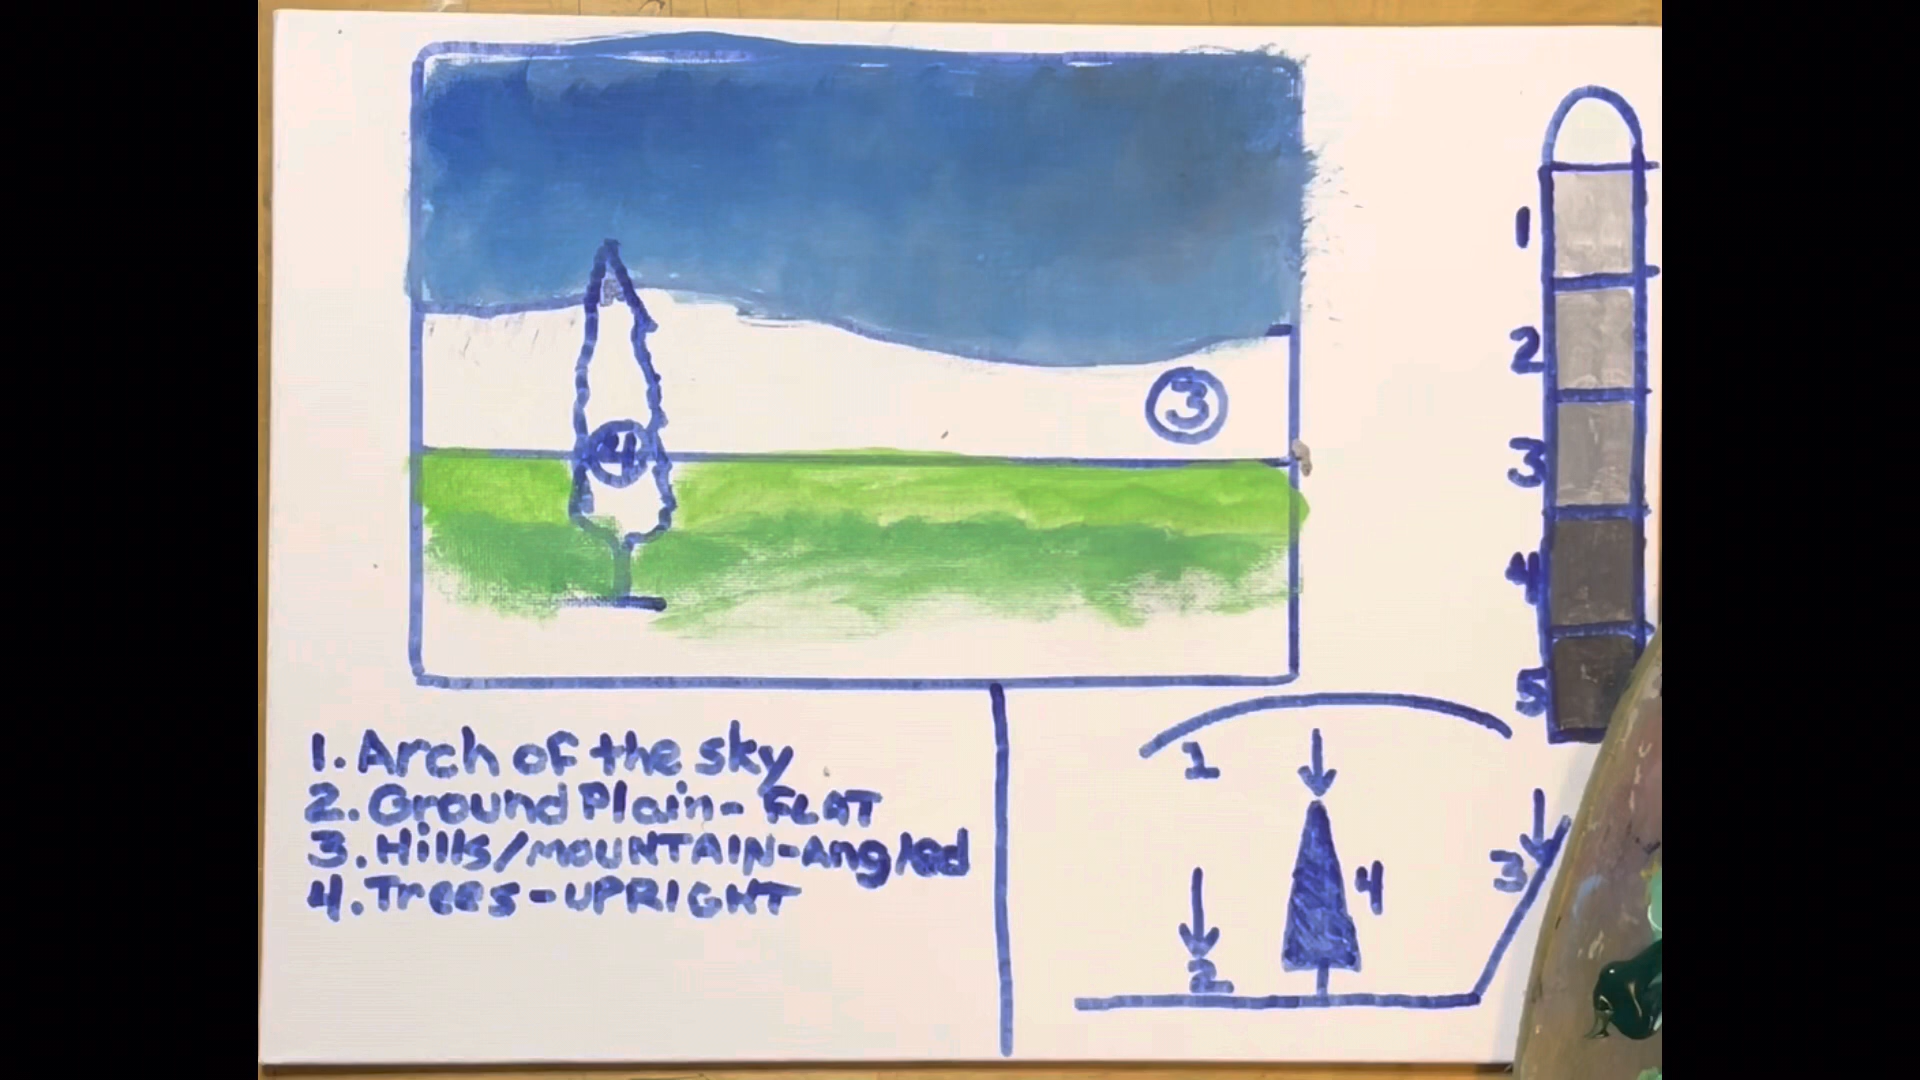 3
4
1
2
3
4
5
1. Arch of the sky
2. Ground Plain- FLAT
3. Hills/MOUNTAIN-Angled
4. Trees-UPRIGHT
1
4
3
2